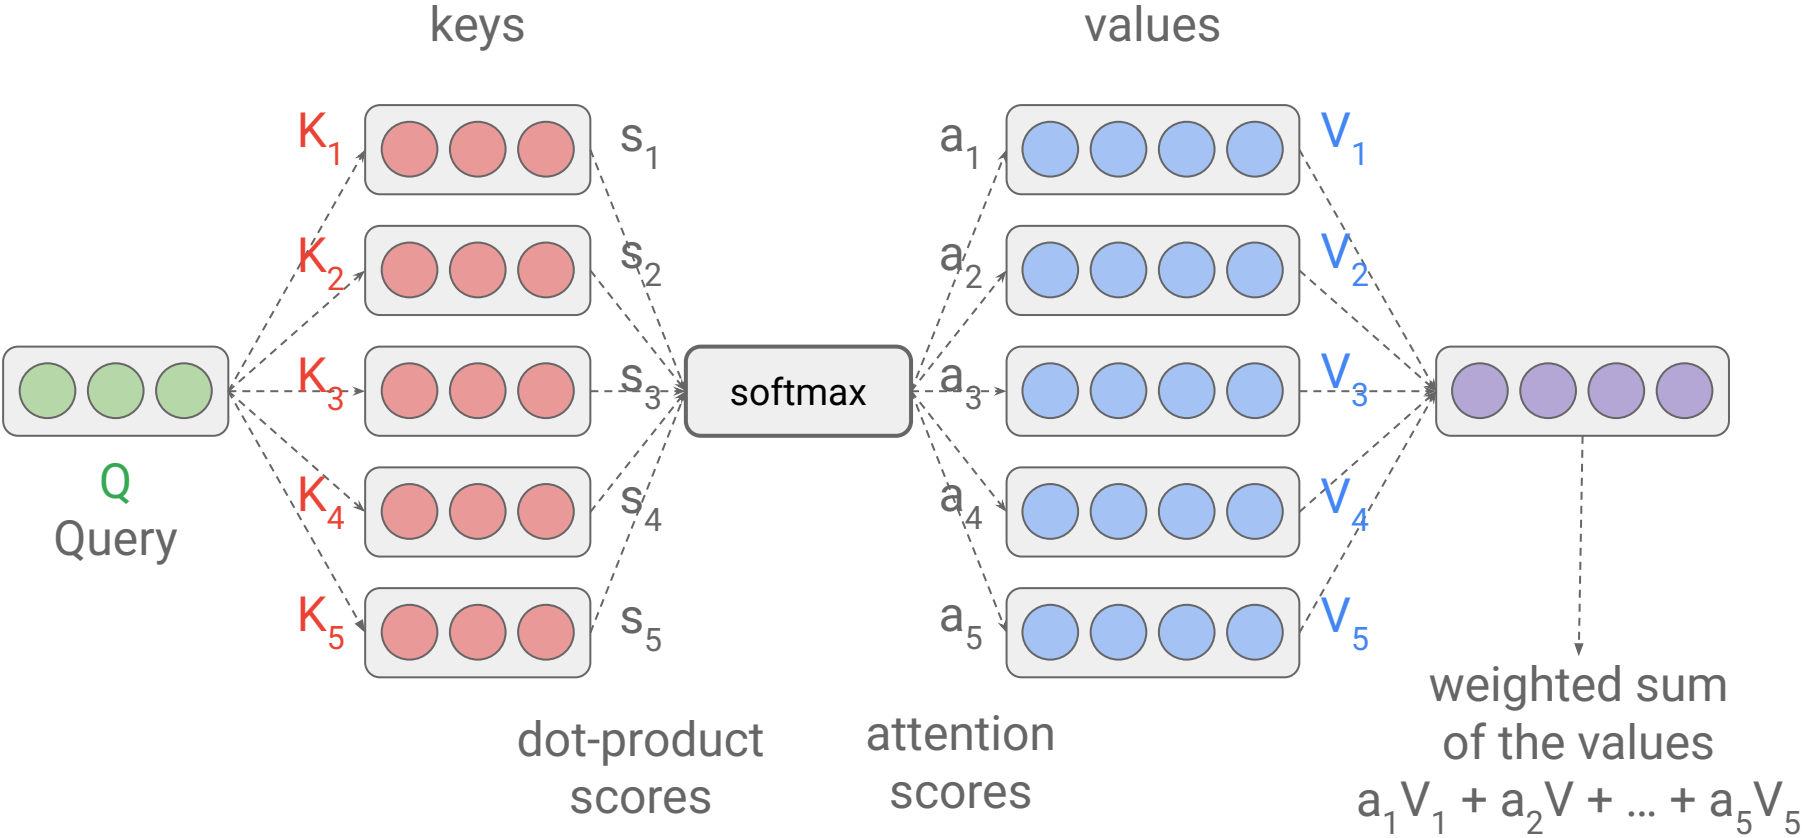 keys
values
K1
s1
a1
V1
K2
s2
a2
V2
K3
s3
softmax
a3
V3
Q
Query
K4
s4
a4
V4
K5
s5
a5
V5
dot-product
scores
attention
scores
weighted sum
of the values
a1V1 + a2V + ... + a5V5